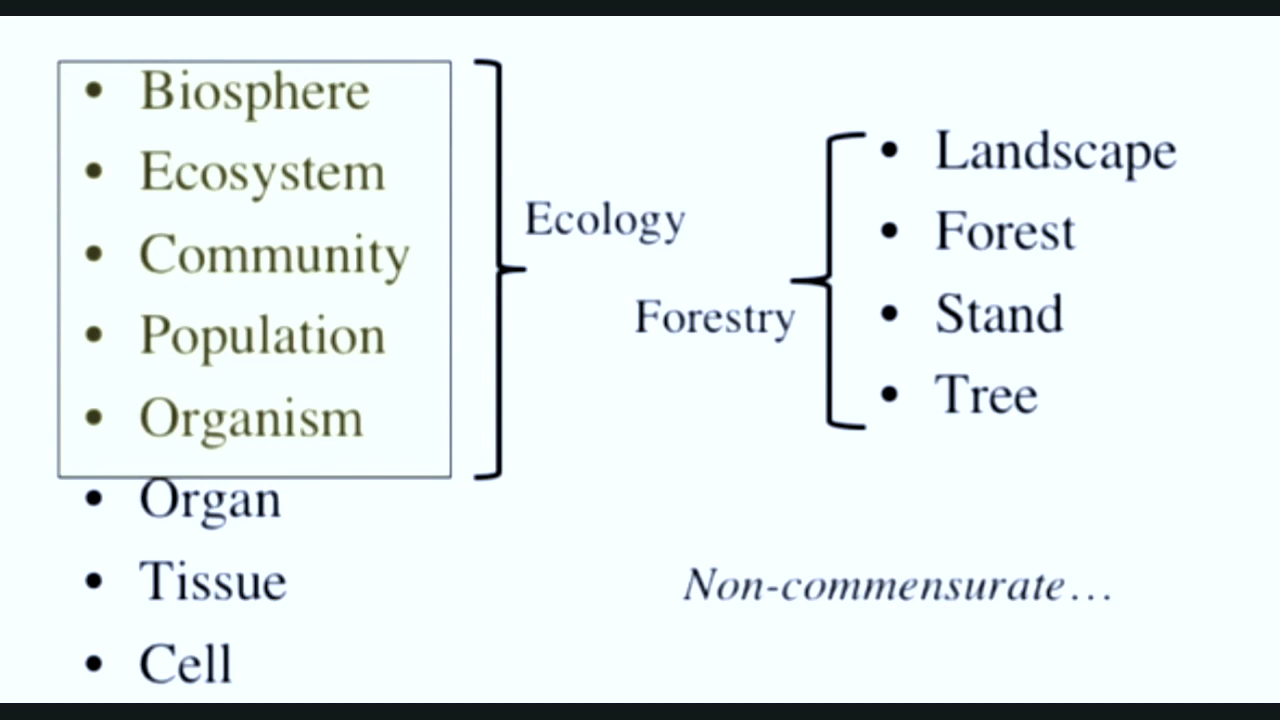 • Biosphere
• Ecosystem
• Community
• Population
• Organism
• Organ
• Tissue
• Cell
Ecology
Forestry
• Landscape
• Forest
• Stand
• Tree
Non-commensurate…